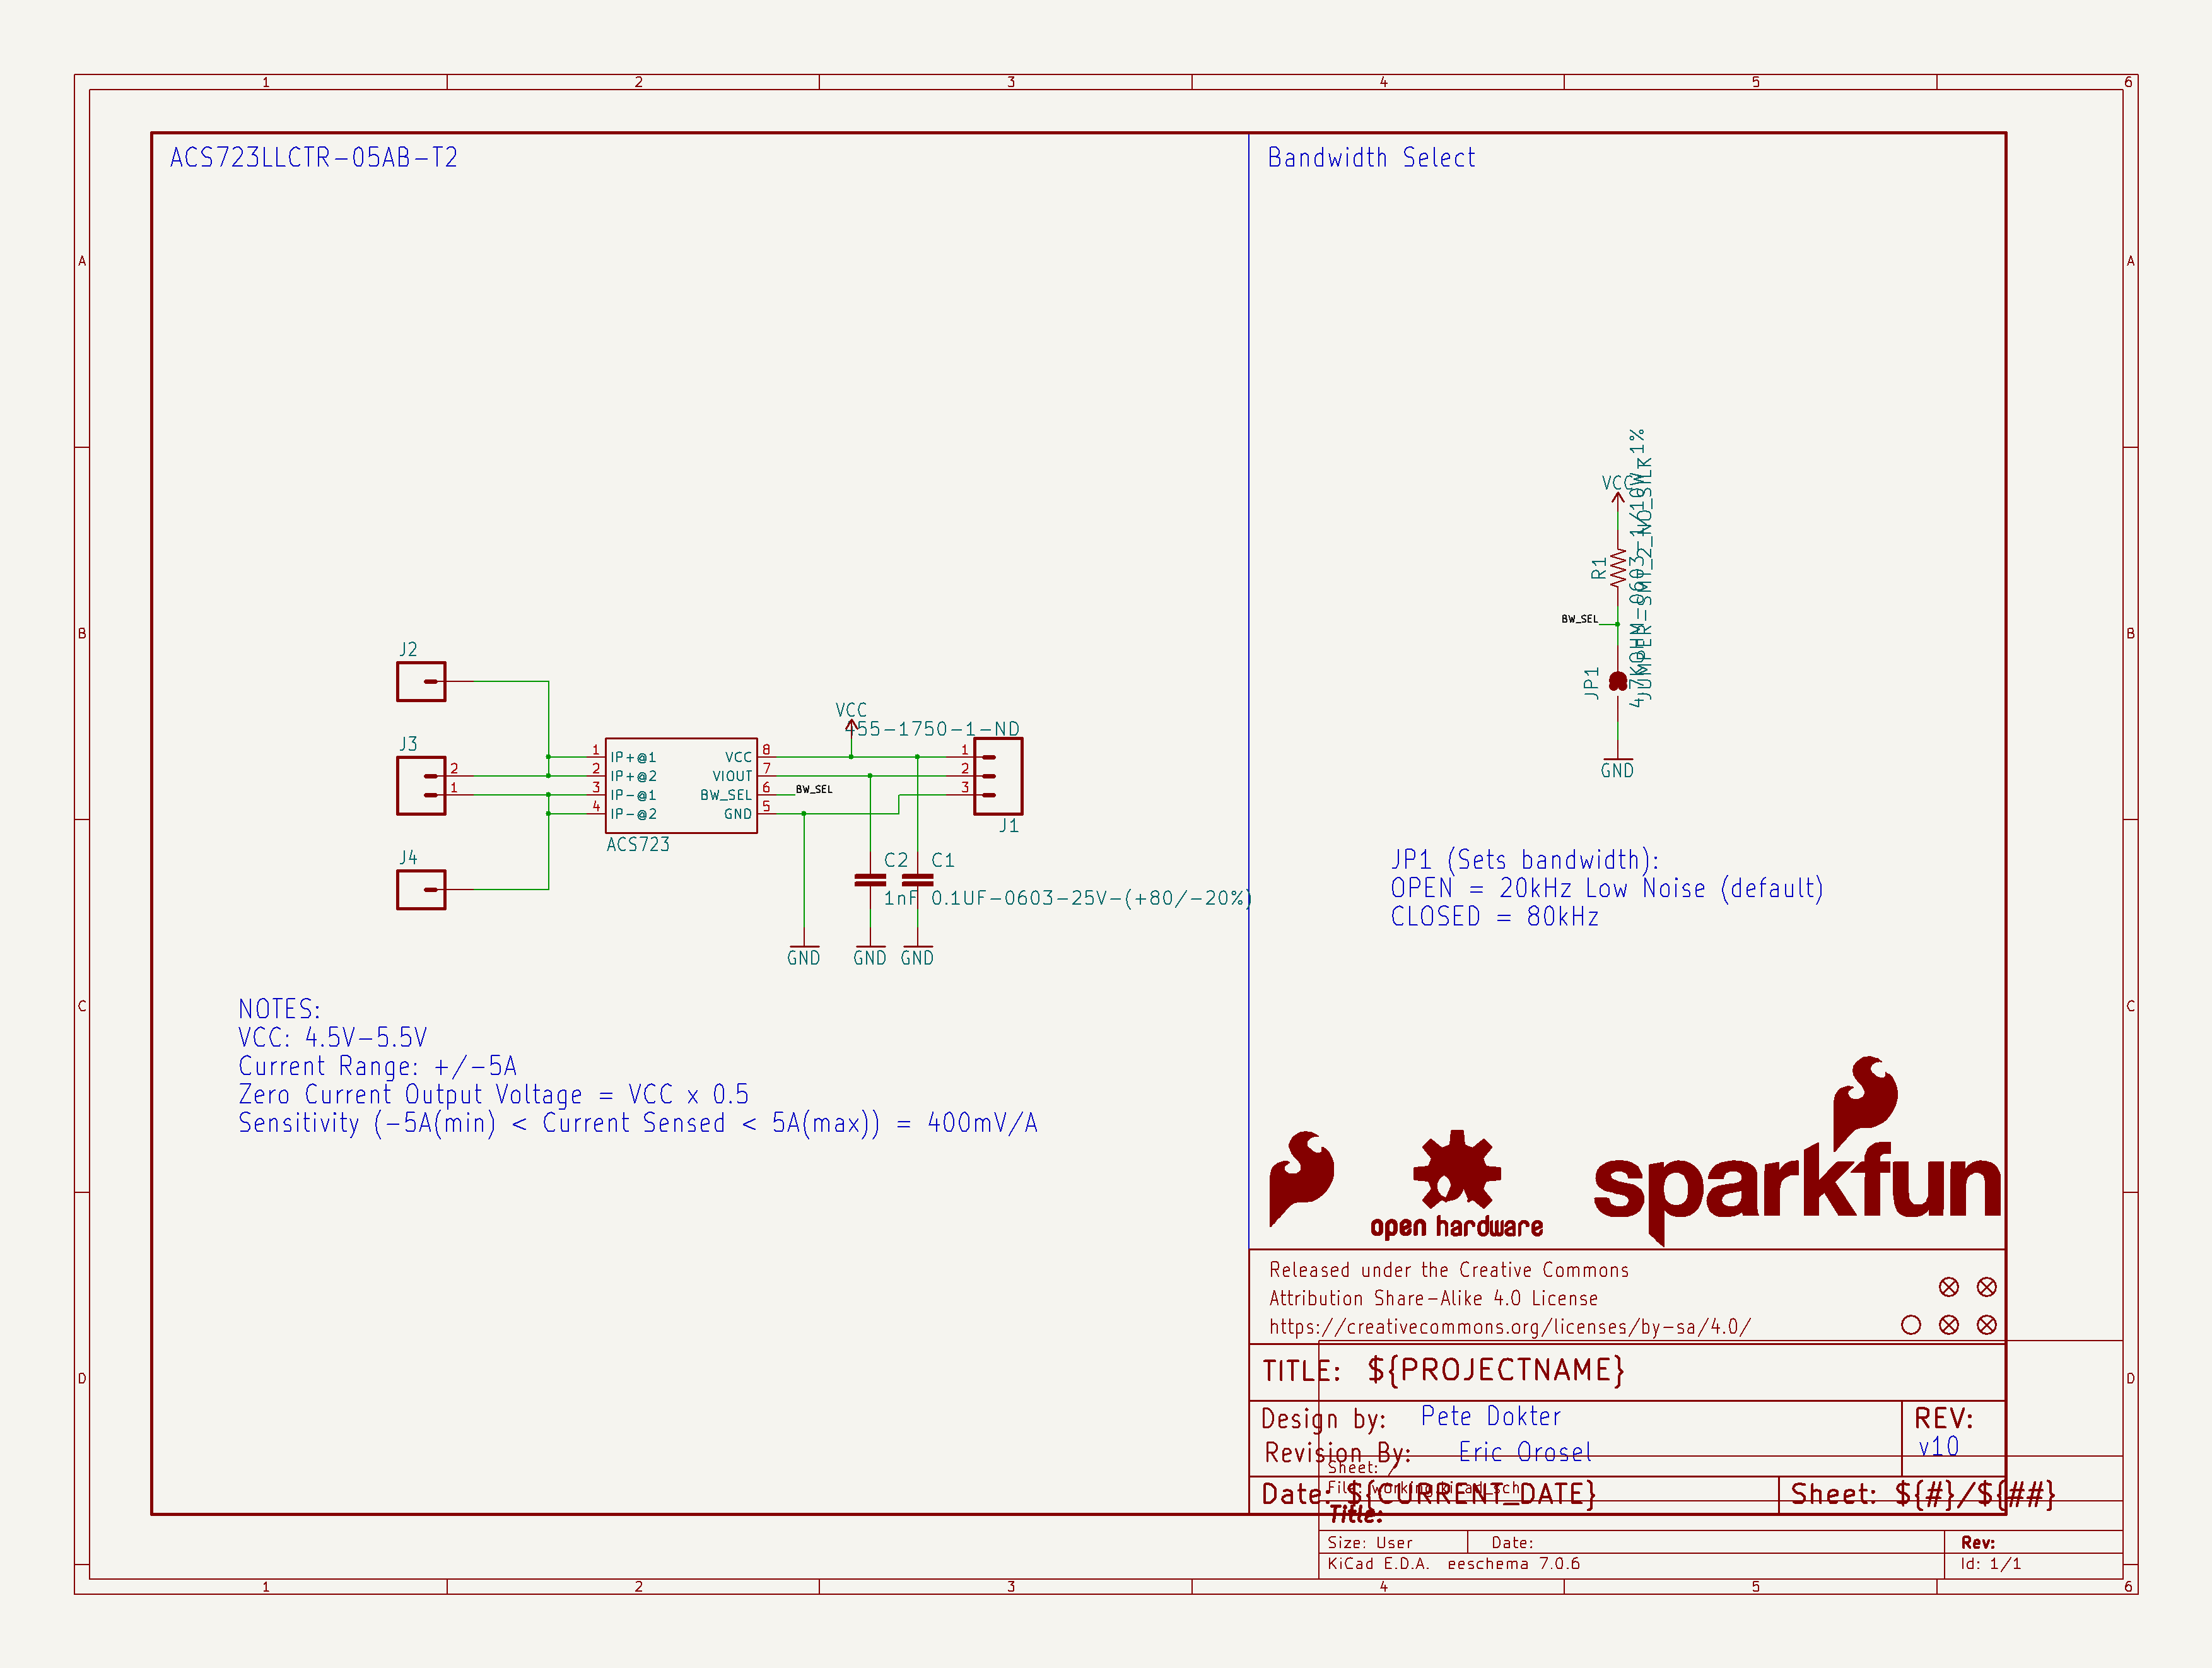 1 2 3 4 5 6
A
B
C
D
A
B
C
D
ACS723LLCTR-05AB-T2
J2
J3
2
1
J4
1 IP+@1
2 IP+@2
3 IP-@1
4 IP-@2
VCC 8
VIOUT 7
BW_SEL 6
GND 5
ACS723
BW_SEL
VCC
455-1750-1-ND
1
2
3
J1
C2
1nF
C1
0.1UF-0603-25V-(+80/-20%)
GND
GND
GND
NOTES:
VCC: 4.5V-5.5V
Current Range: +/-5A
Zero Current Output Voltage = VCC x 0.5
Sensitivity (-5A(min) < Current Sensed < 5A(max)) = 400mV/A
Bandwidth Select
VCC
R1
4.7KOHM-0603-1/10W-1%
BW_SEL
JP1
JUMPER-SMT_2_NO_SILK
GND
JP1 (Sets bandwidth):
OPEN = 20kHz Low Noise (default)
CLOSED = 80kHz
open hardware
sparkfun
Released under the Creative Commons
Attribution Share-Alike 4.0 License
https://creativecommons.org/licenses/by-sa/4.0/
TITLE: ${PROJECTNAME}
Design by: Pete Dokter
Revision By: Eric Orosel
REV:
v10
Date: ${CURRENT_DATE}
Sheet: ${#}/${##}
Sheet: /
File: working.kicad_sch
Title:
Size: User
Date:
Rev:
KiCad E.D.A. eeschema 7.0.6
Id: 1/1
1 2 3 4 5 6